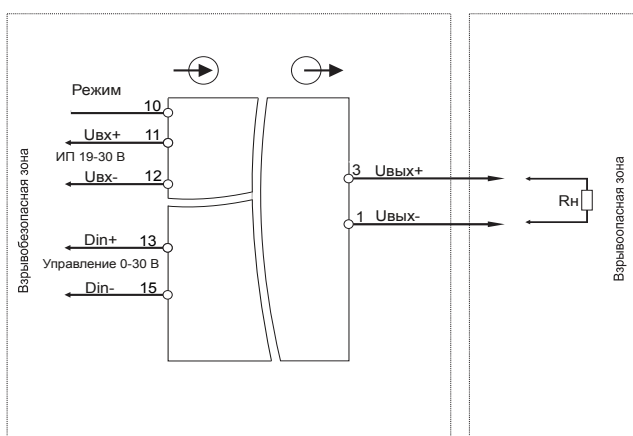 Взрывобезопасная зона
Режим
10
Uвх+ 11
ИП 19-30 В
Uвх- 12
Din+ 13
Управление 0-30 В
Din- 15
3 Uвых+
1 Uвых-
Rн
Взрывоопасная зона